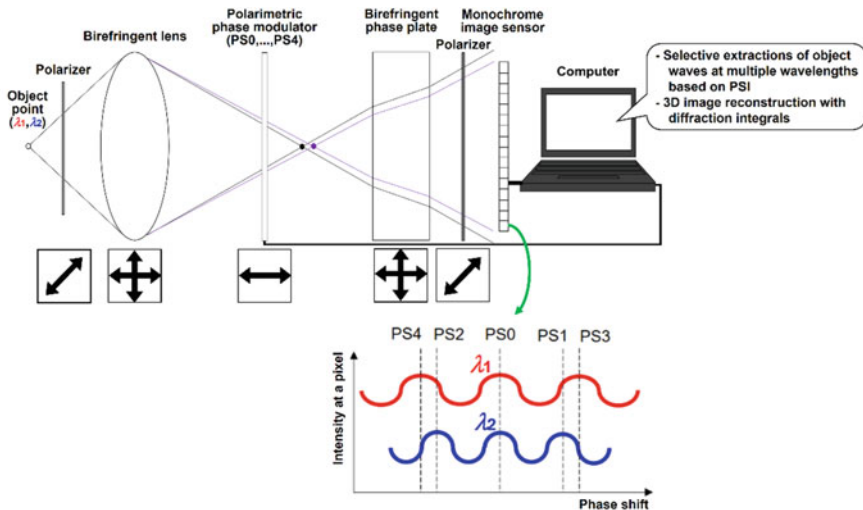 Birefringent lens
Polarizer
Object
point
(λ1,λ2)
Polarimetric
phase modulator
(PS0,...,PS4)
Birefringent
phase plate
Polarizer
Monochrome
image sensor
Computer
- Selective extractions of object
waves at multiple wavelengths
based on PSI
- 3D image reconstruction with
diffraction integrals
PS4 PS2 PS0 PS1 PS3
λ1
λ2
Intensity at a pixel
Phase shift